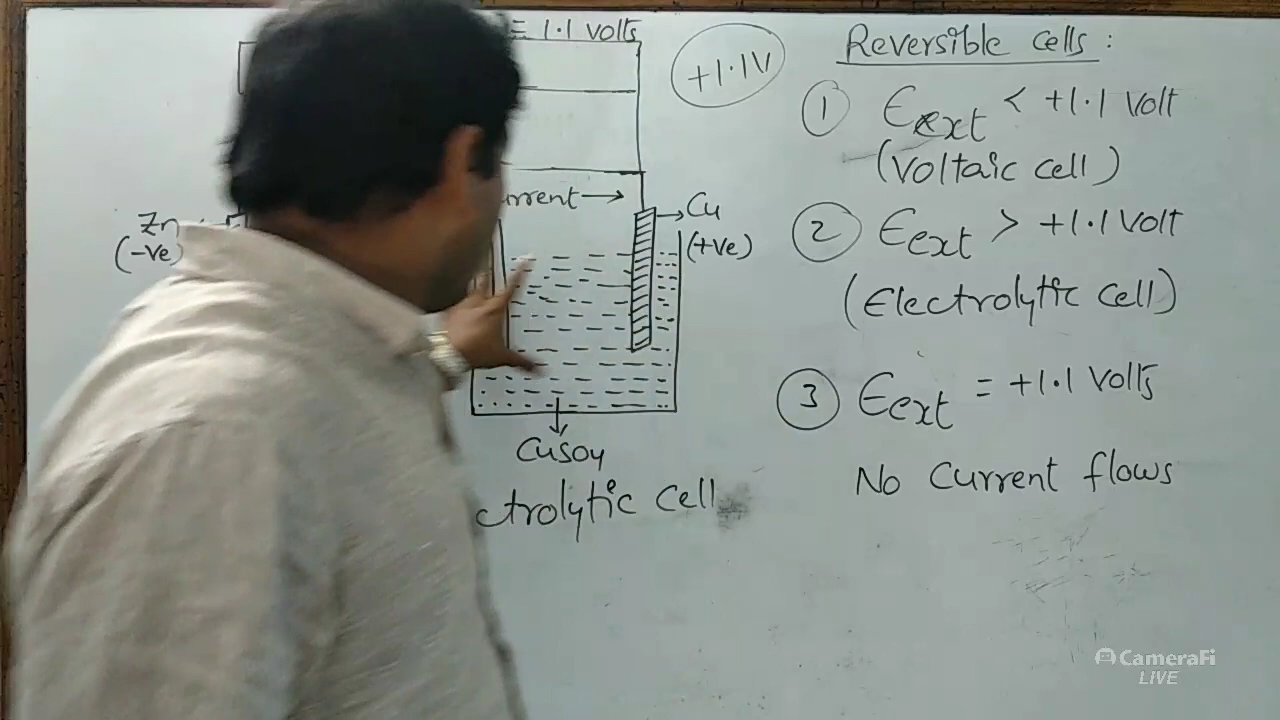 = 1.1 volts
+1.1V
Reversible cells :
① Eext < +1.1 Volt
(Voltaic cell)
② Eext > +1.1 Volt
(Electrolytic cell)
③ Eext = +1.1 Volts
No Current flows
urrent →
Zn
(-ve)
→ Cu
(+ve)
CuSO4
ctrolytic cell
CameraFi
LIVE